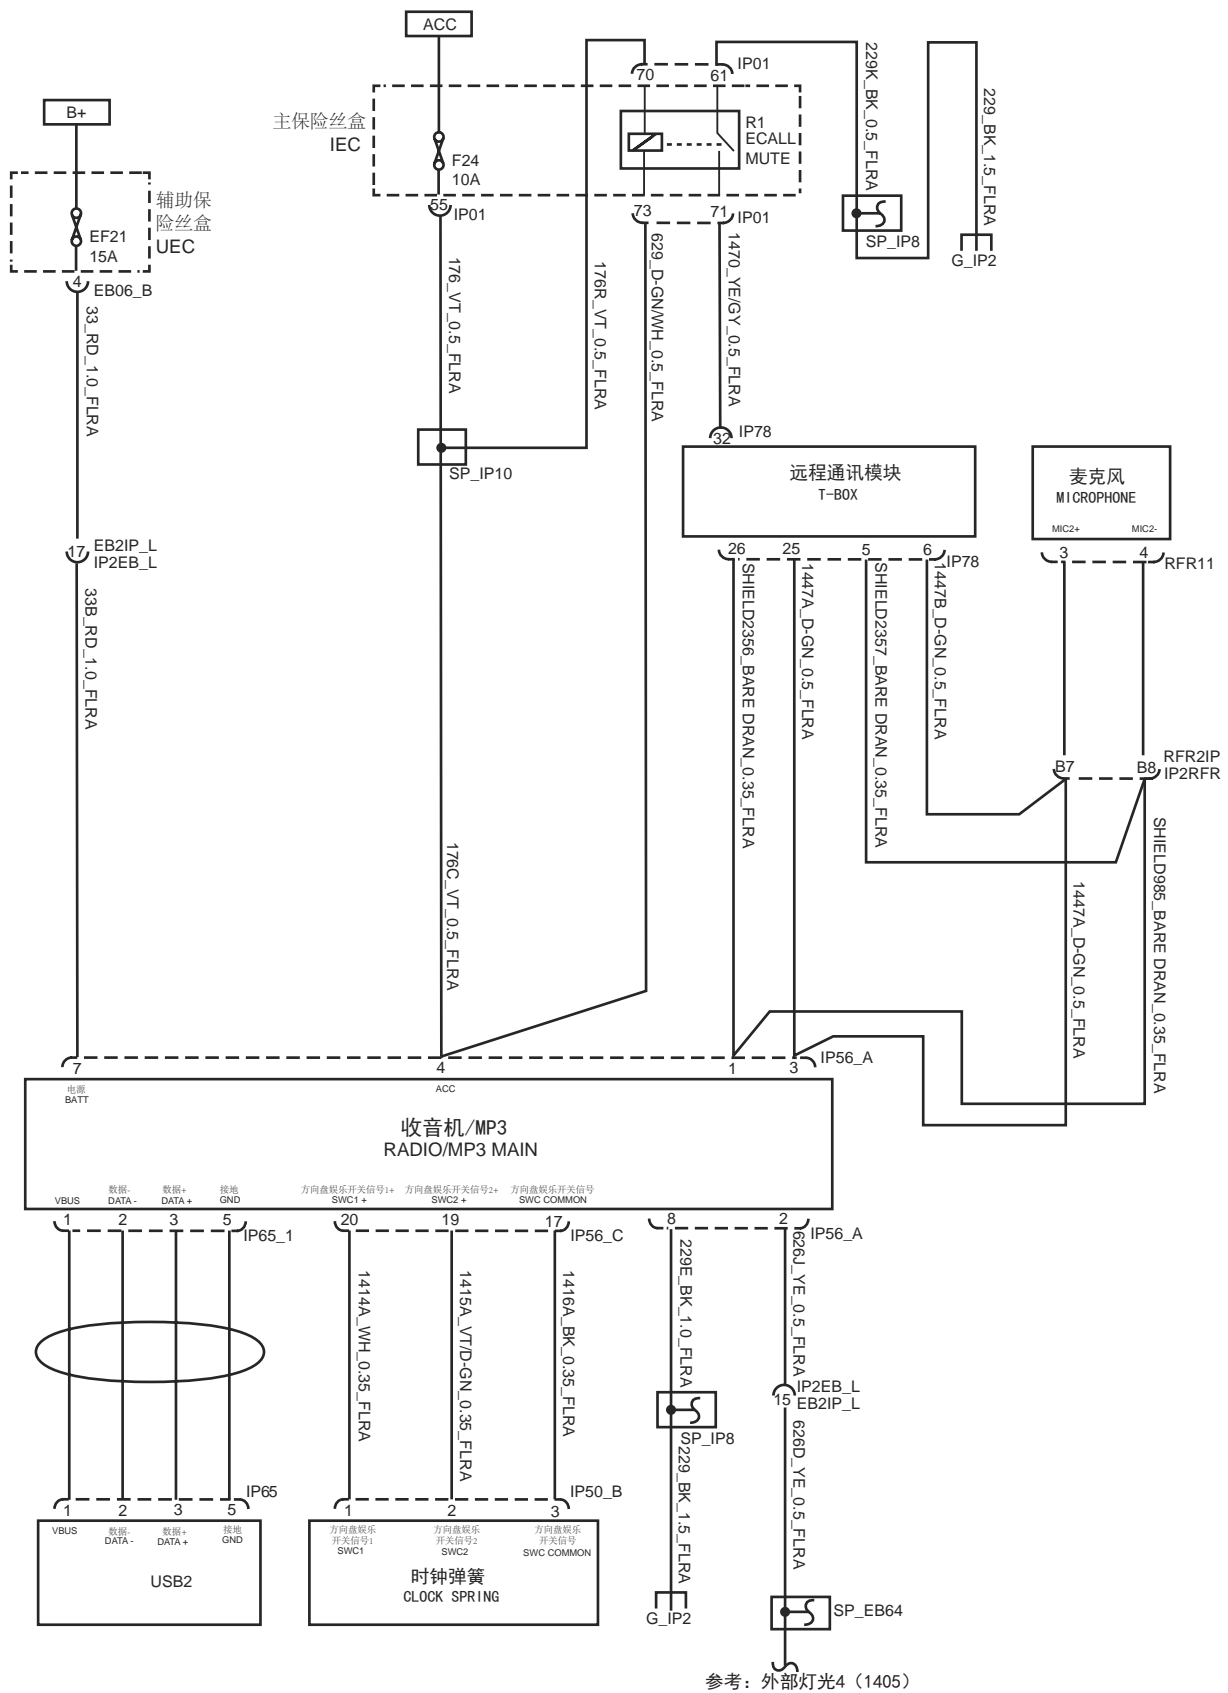 ACC
B+
主保险丝盒
IEC
F24
10A
55
IP01
70
61
IP01
R1
ECALL
MUTE
73
71
IP01
229K_BK_0.5_FLRA
229_BK_1.5_FLRA
SP_IP8
G_IP2
辅助保
险丝盒
UEC
EF21
15A
4
EB06_B
33_RD_1.0_FLRA
176_VT_0.5_FLRA
176R_VT_0.5_FLRA
629_D-GN/WH_0.5_FLRA
1470_YE/GY_0.5_FLRA
SP_IP10
32
IP78
远程通讯模块
T-BOX
麦克风
MICROPHONE
MIC2+
MIC2-
17
EB2IP_L
IP2EB_L
26
25
5
6
IP78
3
4
RFR11
33B_RD_1.0_FLRA
SHIELD2356_BARE DRAN_0.35_FLRA
1447A_D-GN_0.5_FLRA
SHIELD2357_BARE DRAN_0.35_FLRA
1447B_D-GN_0.5_FLRA
B7
B8
RFR2IP
IP2RFR
176C_VT_0.5_FLRA
1447A_D-GN_0.5_FLRA
SHIELD985_BARE DRAN_0.35_FLRA
7
4
1
3
IP56_A
电源
BATT
ACC
收音机/MP3
RADIO/MP3 MAIN
VBUS
数据-
DATA -
数据+
DATA +
接地
GND
方向盘娱乐开关信号1+
SWC1 +
方向盘娱乐开关信号2+
SWC2 +
方向盘娱乐开关信号
SWC COMMON
1
2
3
5
IP65_1
20
19
17
IP56_C
8
2
IP56_A
1414A_WH_0.35_FLRA
1415A_VT/D-GN_0.35_FLRA
1416A_BK_0.35_FLRA
229E_BK_1.0_FLRA
626J_YE_0.5_FLRA
15
IP2EB_L
EB2IP_L
SP_IP8
229_BK_1.5_FLRA
626D_YE_0.5_FLRA
1
2
3
5
IP65
1
2
3
IP50_B
VBUS
数据-
DATA -
数据+
DATA +
接地
GND
USB2
方向盘娱乐
开关信号1
SWC1
方向盘娱乐
开关信号2
SWC2
方向盘娱乐
开关信号
SWC COMMON
时钟弹簧
CLOCK SPRING
G_IP2
SP_EB64
参考：外部灯光4（1405）